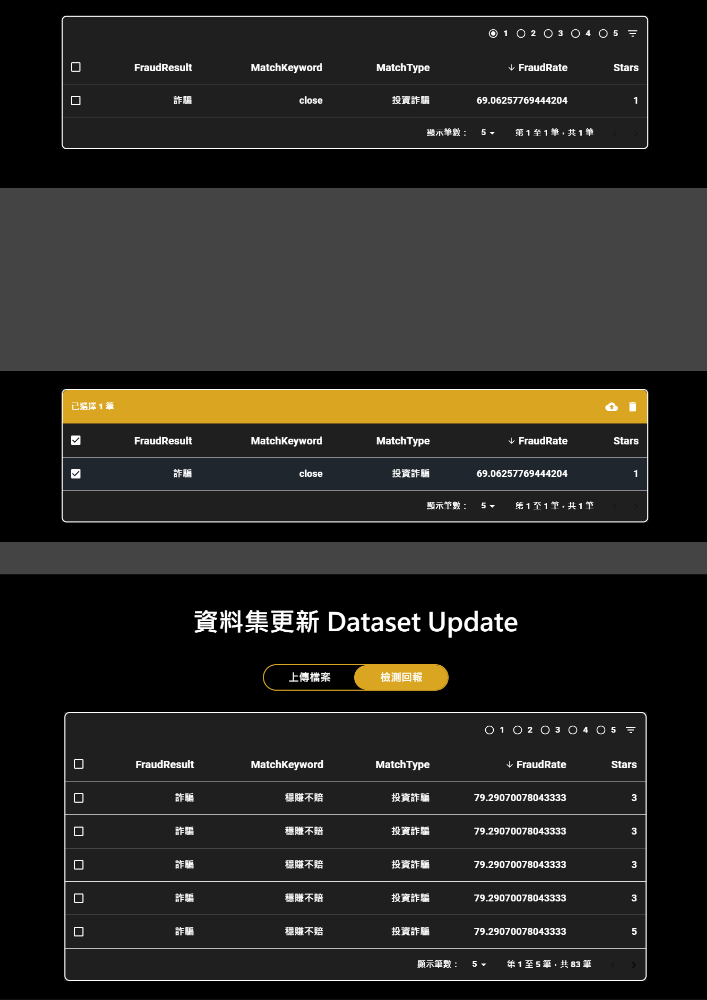 1 2 3 4 5
FraudResult MatchKeyword MatchType FraudRate Stars
詐騙 close 投資詐騙 69.06257769444204 1
顯示筆數： 5 第 1 至 1 筆，共 1 筆
已選擇 1 筆
FraudResult MatchKeyword MatchType FraudRate Stars
詐騙 close 投資詐騙 69.06257769444204 1
顯示筆數： 5 第 1 至 1 筆，共 1 筆
資料集更新 Dataset Update
上傳檔案 檢測回報
1 2 3 4 5
FraudResult MatchKeyword MatchType FraudRate Stars
詐騙 穩賺不賠 投資詐騙 79.29070078043333 3
詐騙 穩賺不賠 投資詐騙 79.29070078043333 3
詐騙 穩賺不賠 投資詐騙 79.29070078043333 3
詐騙 穩賺不賠 投資詐騙 79.29070078043333 3
詐騙 穩賺不賠 投資詐騙 79.29070078043333 5
顯示筆數： 5 第 1 至 5 筆，共 83 筆